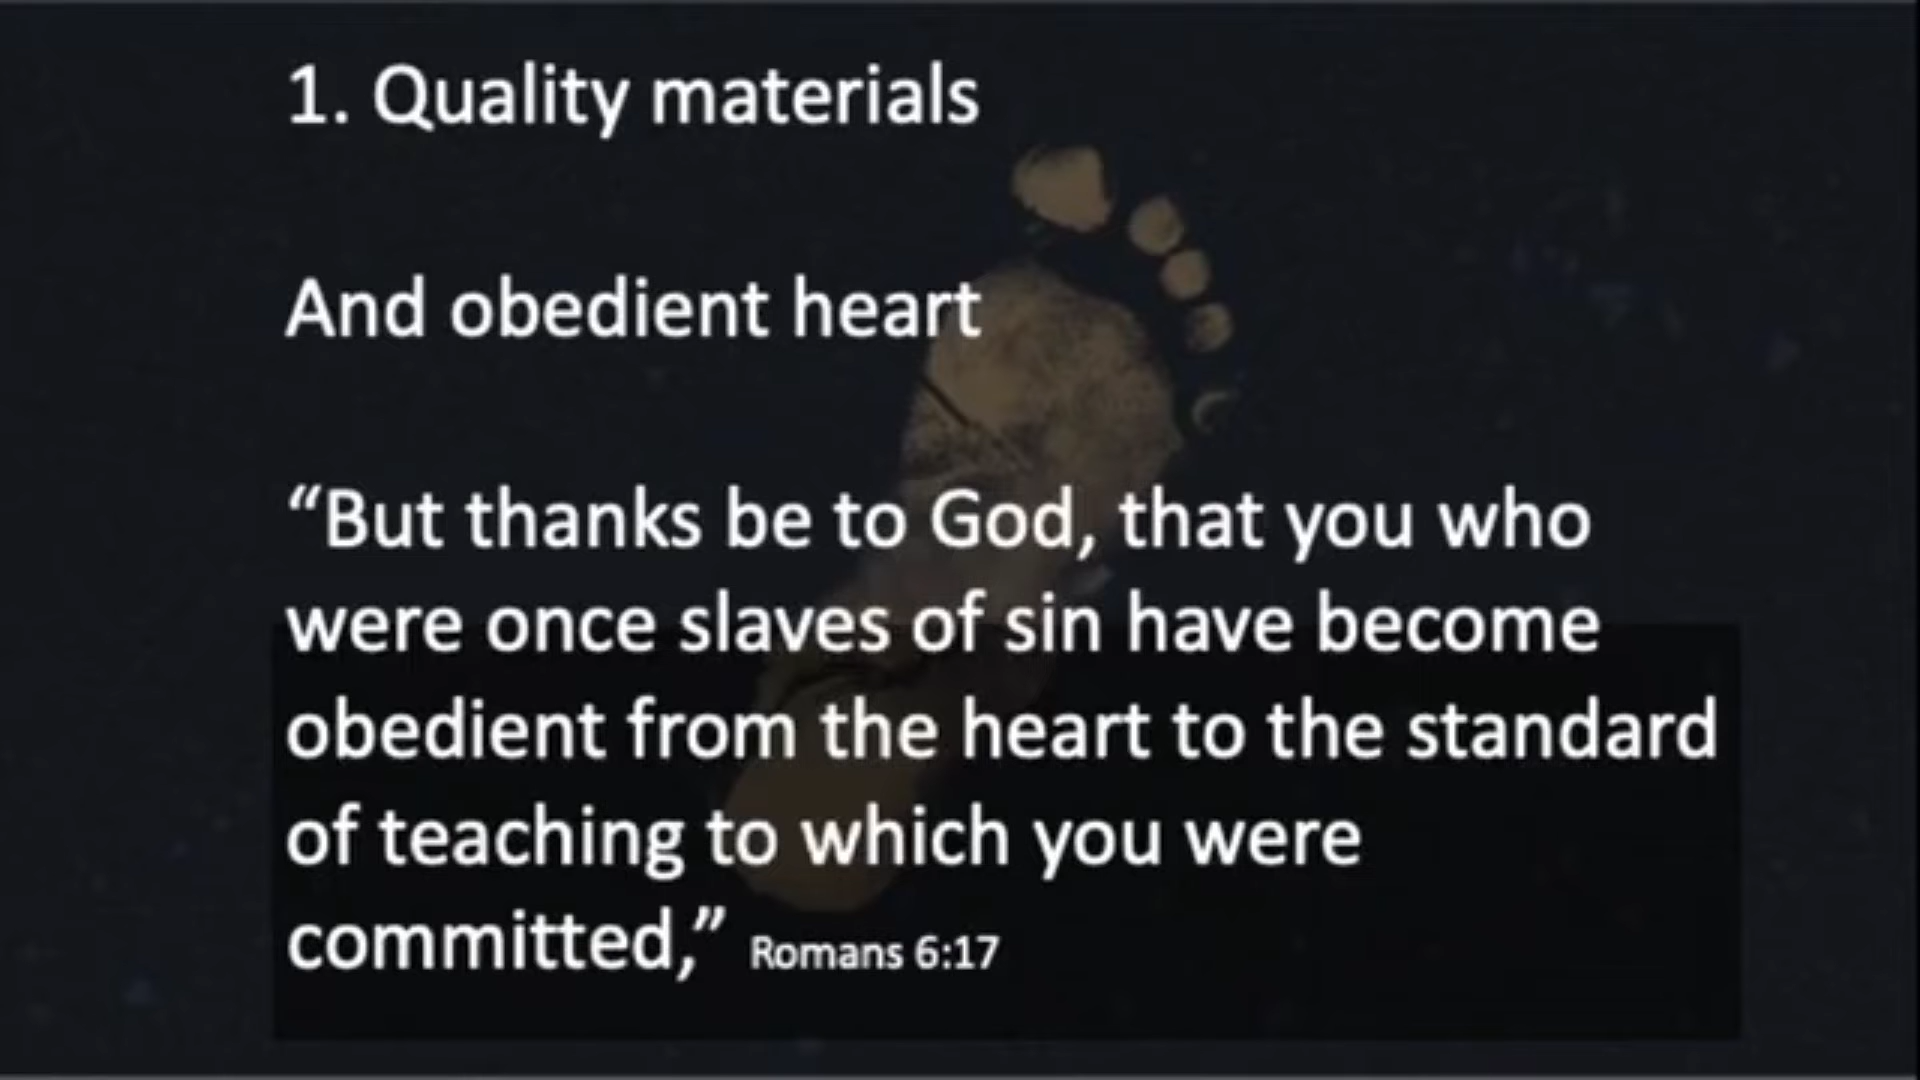 1. Quality materials
And obedient heart
“But thanks be to God, that you who
were once slaves of sin have become
obedient from the heart to the standard
of teaching to which you were
committed,” Romans 6:17